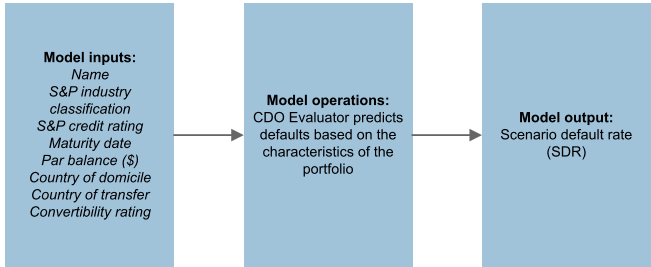 Model inputs:
Name
S&P industry
classification
S&P credit rating
Maturity date
Par balance ($)
Country of domicile
Country of transfer
Convertibility rating
Model operations:
CDO Evaluator predicts
defaults based on the
characteristics of the
portfolio
Model output:
Scenario default rate
(SDR)